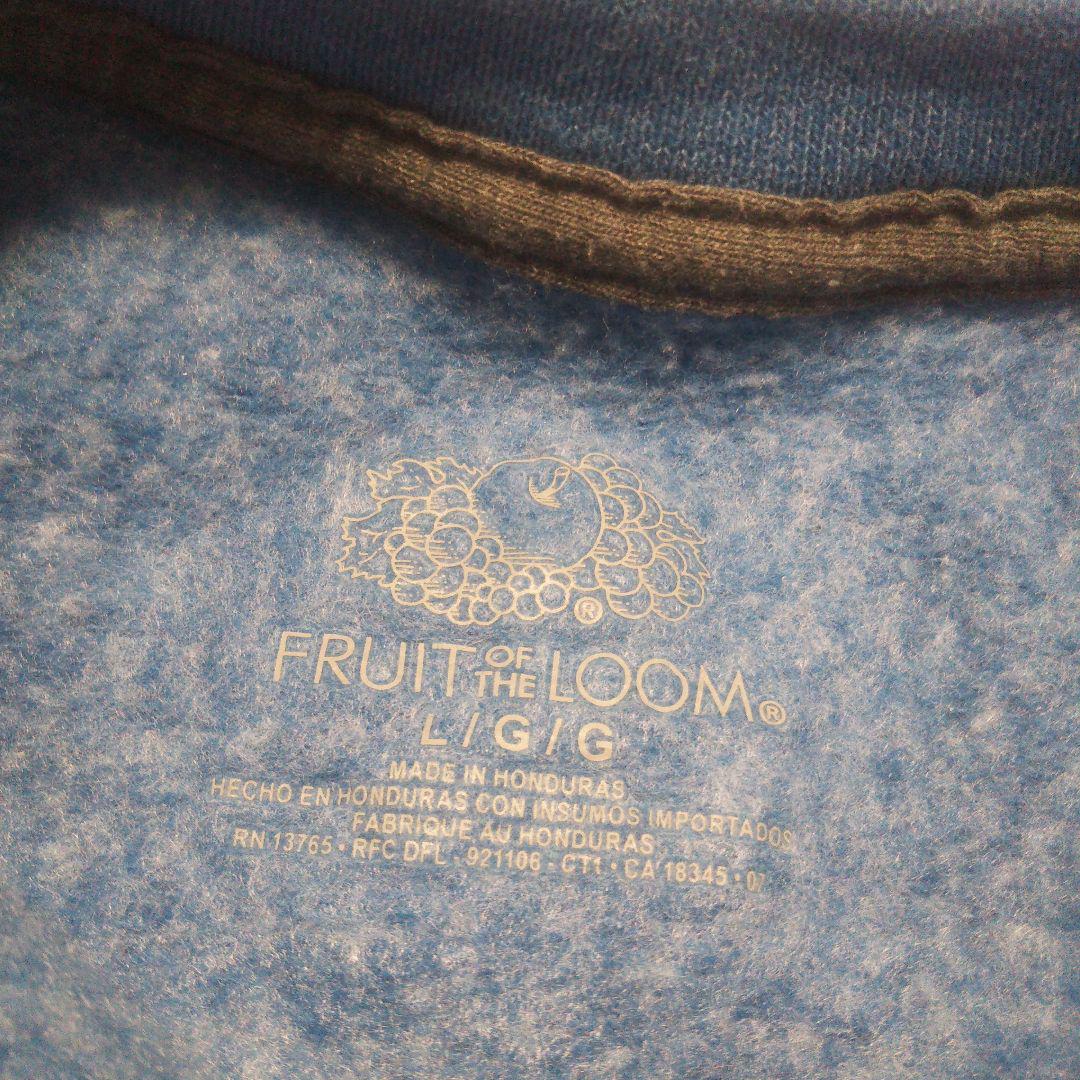 ®
FRUIT OF THE LOOM®
L/G/G
MADE IN HONDURAS
HECHO EN HONDURAS CON INSUMOS IMPORTADOS
FABRIQUE AU HONDURAS
RN 13765 • RFC DFL - 921106 - CT1 • CA 18345 • 07